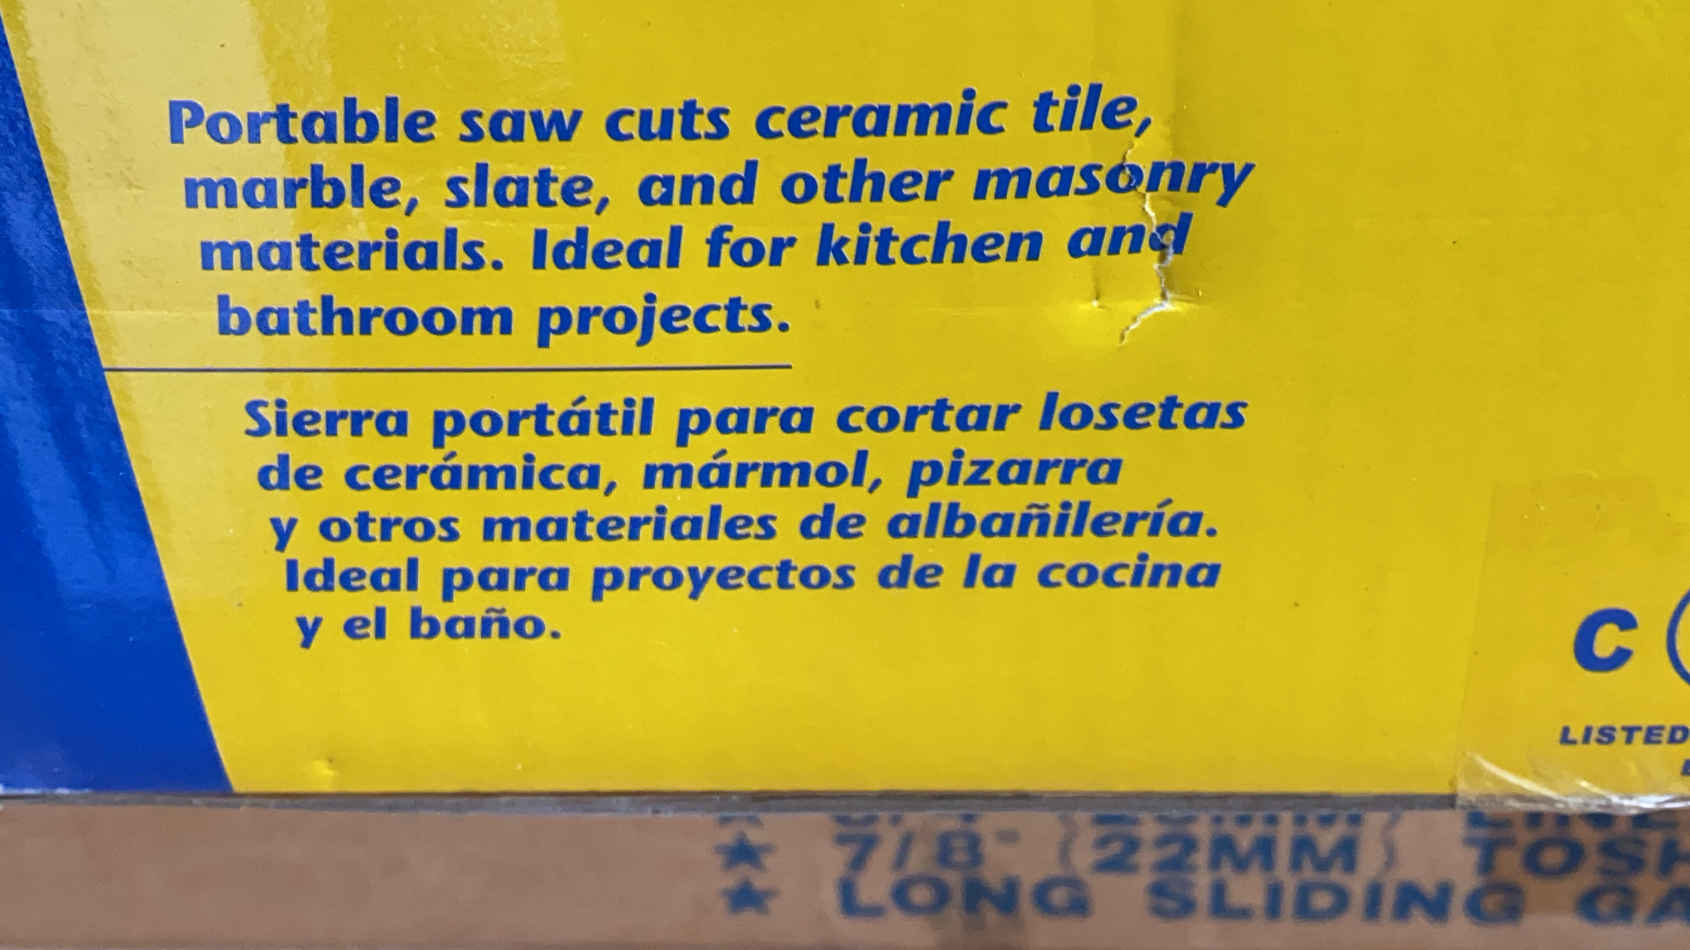 Portable saw cuts ceramic tile,
marble, slate, and other masonry
materials. Ideal for kitchen and
bathroom projects.
Sierra portátil para cortar losetas
de cerámica, mármol, pizarra
y otros materiales de albañilería.
Ideal para proyectos de la cocina
y el baño.
C
LISTED
★ 7/8" (22MM) TOSH
★ LONG SLIDING GA